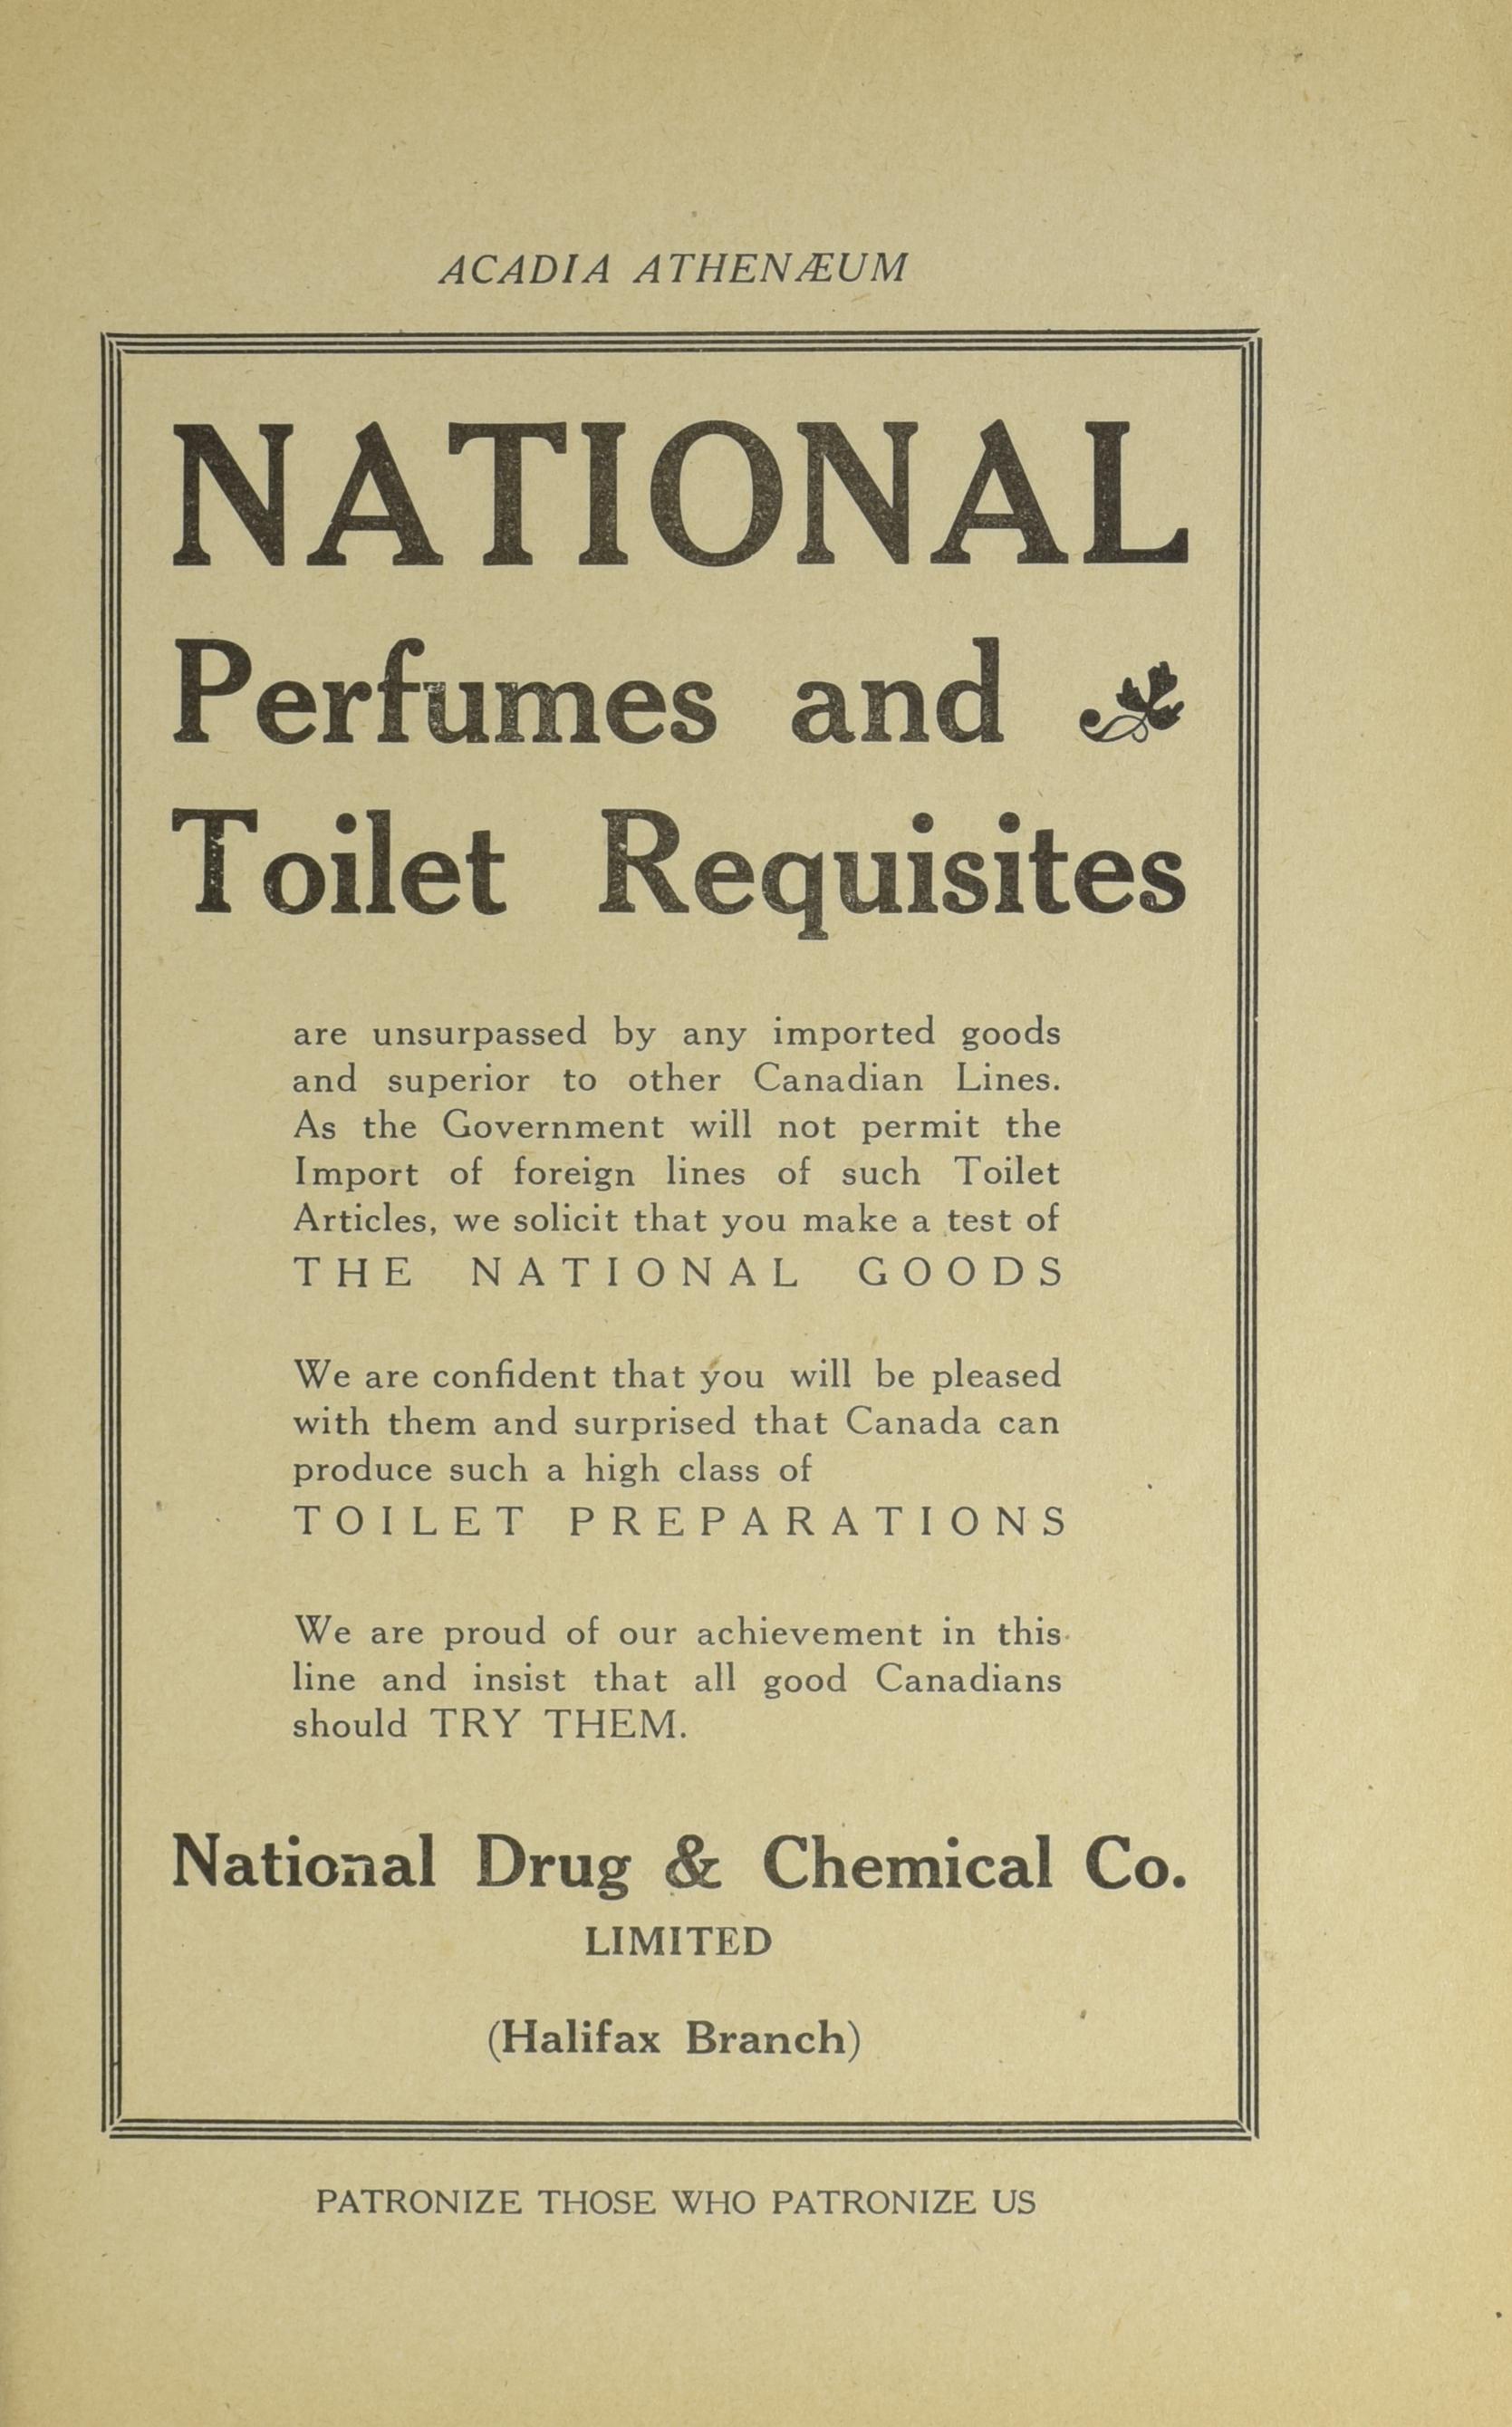 ACADIA ATHENÆUM
NATIONAL
Perfumes and
Toilet Requisites
are unsurpassed by any imported goods
and superior to other Canadian Lines.
As the Government will not permit the
Import of foreign lines of such Toilet
Articles, we solicit that you make a test of
THE NATIONAL GOODS
We are confident that you will be pleased
with them and surprised that Canada can
produce such a high class of
TOILET PREPARATIONS
We are proud of our achievement in this
line and insist that all good Canadians
should TRY THEM.
National Drug & Chemical Co.
LIMITED
(Halifax Branch)
PATRONIZE THOSE WHO PATRONIZE US